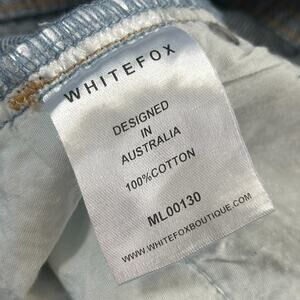 WHITEFOX
DESIGNED
IN
AUSTRALIA
100%COTTON
ML00130
WWW.WHITEFOXBOUTIQUE.COM